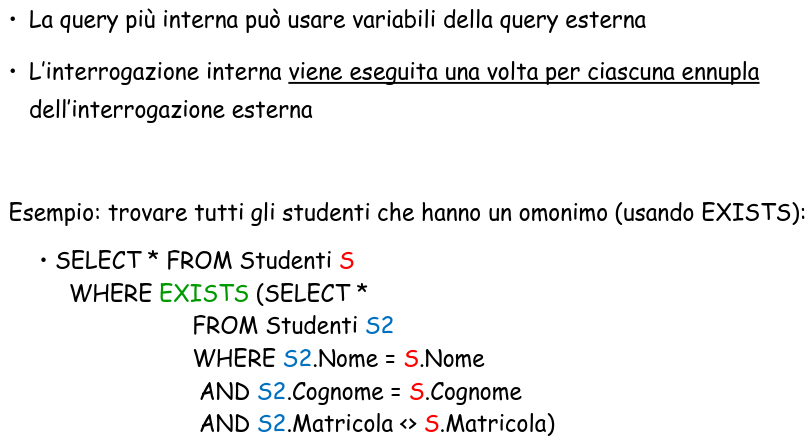 • La query più interna può usare variabili della query esterna
• L'interrogazione interna viene eseguita una volta per ciascuna ennupla
dell'interrogazione esterna
Esempio: trovare tutti gli studenti che hanno un omonimo (usando EXISTS):
• SELECT * FROM Studenti S
WHERE EXISTS (SELECT *
FROM Studenti S2
WHERE S2.Nome = S.Nome
AND S2.Cognome = S.Cognome
AND S2.Matricola <> S.Matricola)